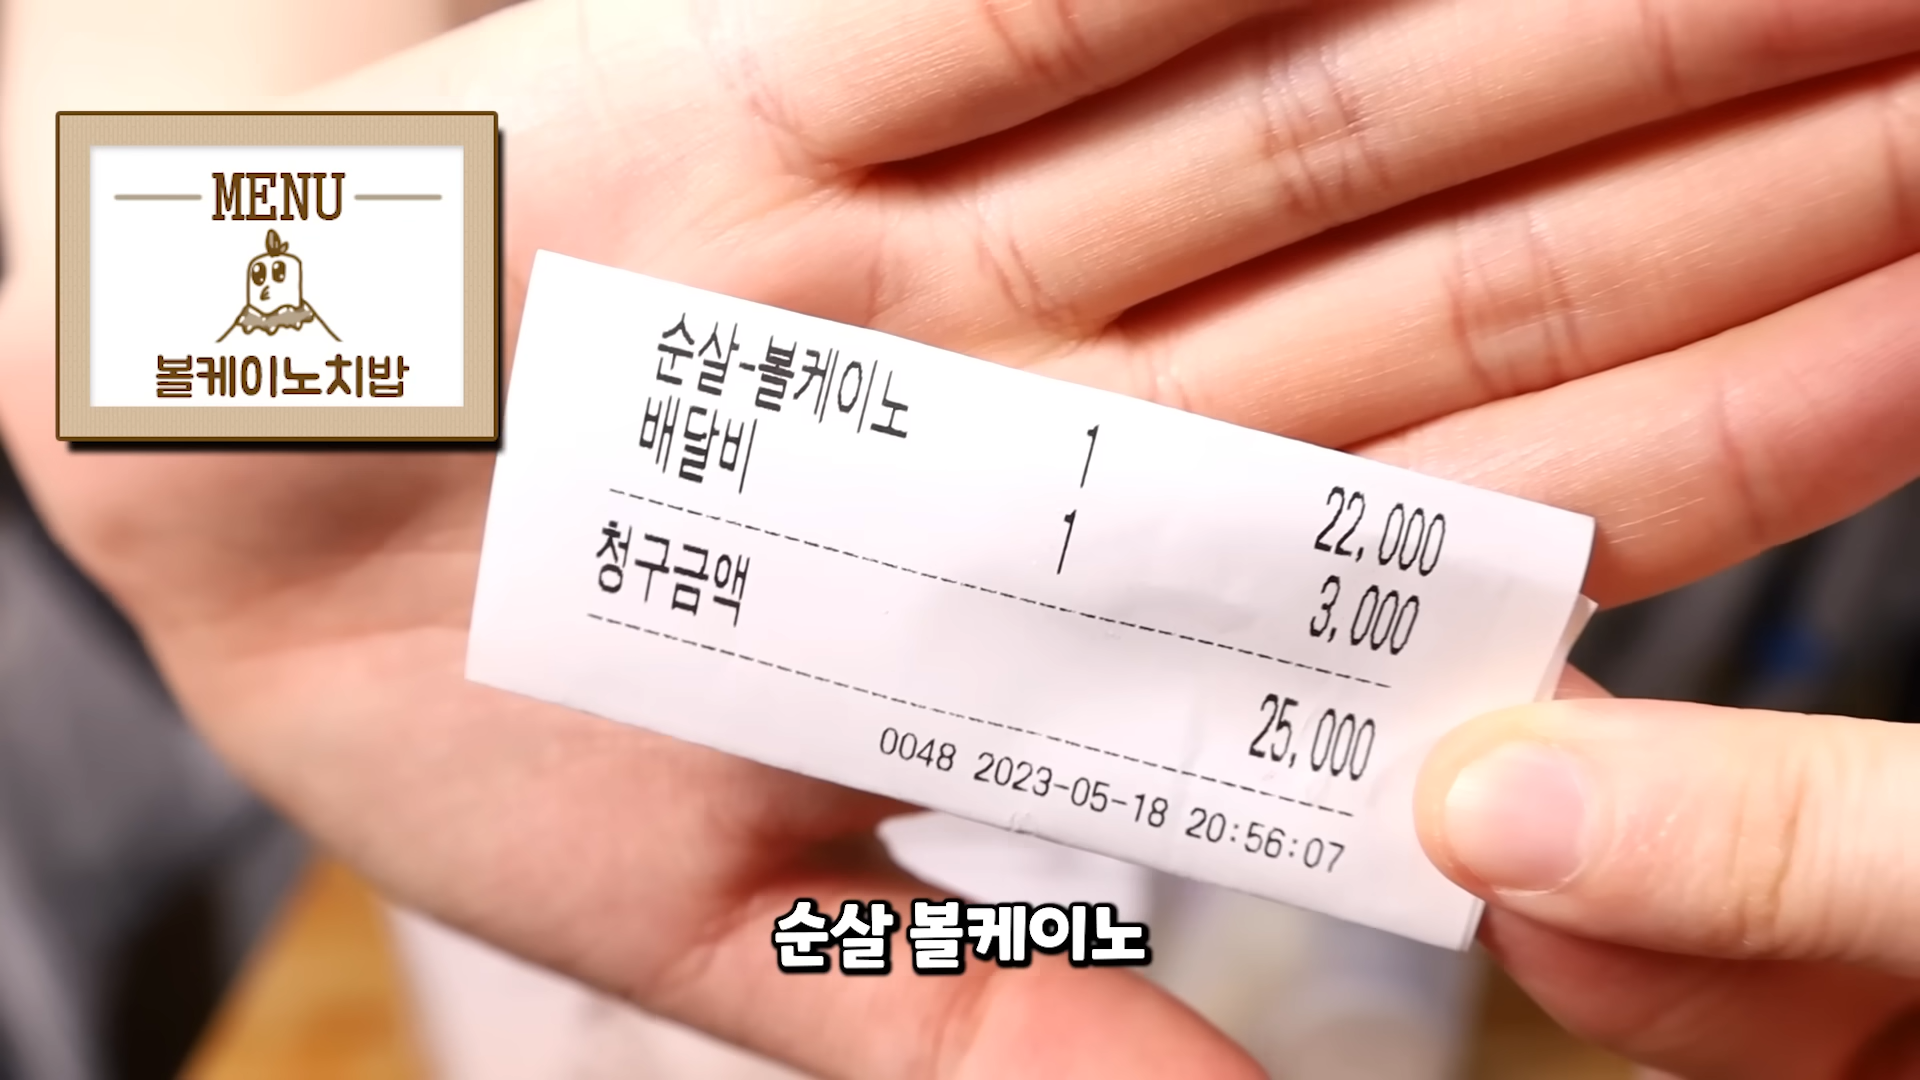 MENU
볼케이노치밥
순살-볼케이노 1 22,000
배달비 1 3,000
청구금액 25,000
0048 2023-05-18 20:56:07
순살 볼케이노